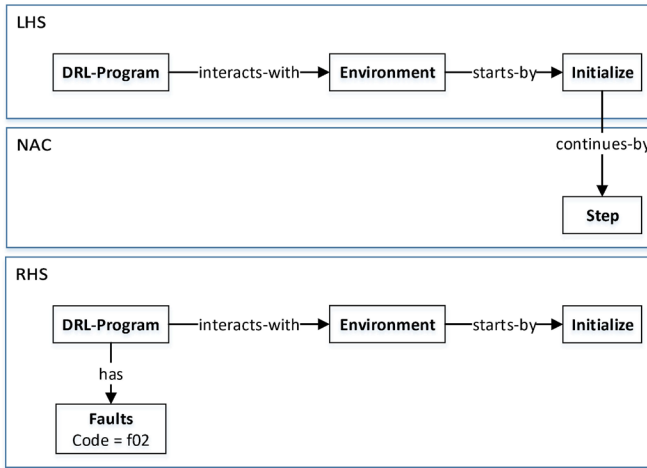 LHS
DRL-Program interacts-with Environment starts-by Initialize
NAC
continues-by
Step
RHS
DRL-Program interacts-with Environment starts-by Initialize
has
Faults
Code = f02